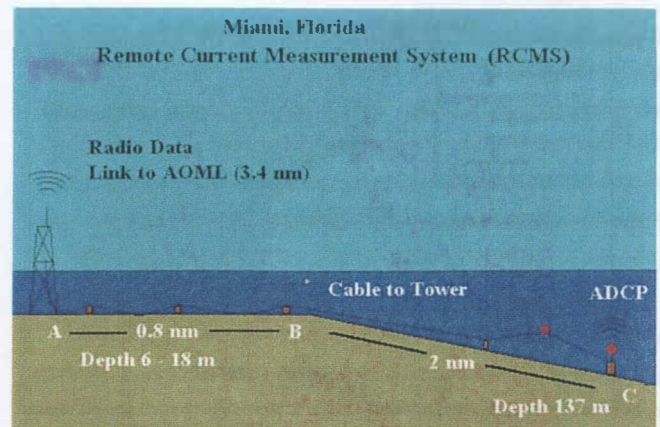 Miami, Florida
Remote Current Measurement System (RCMS)
Radio Data
Link to AOML (3.4 nm)
Cable to Tower
ADCP
A 0.8 nm B
Depth 6 - 18 m
2 nm
C
Depth 137 m